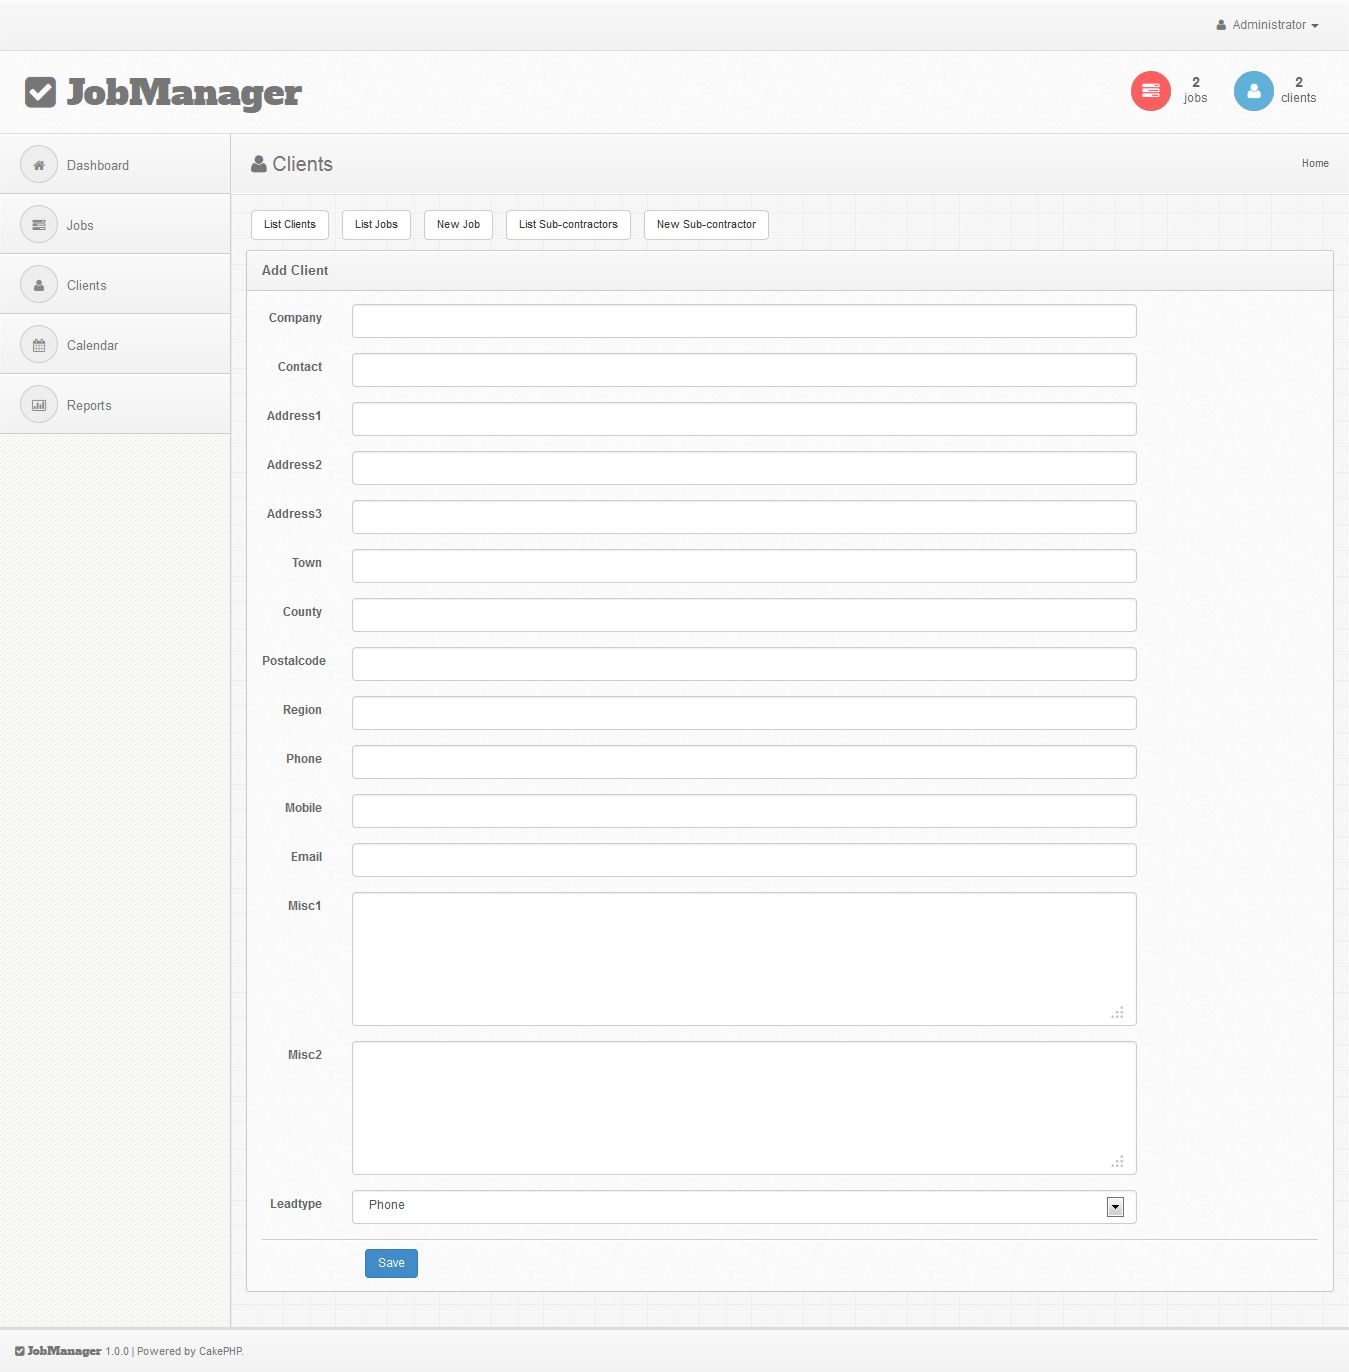 Administrator
JobManager
2
jobs
2
clients
Dashboard
Jobs
Clients
Calendar
Reports
Clients
Home
List Clients
List Jobs
New Job
List Sub-contractors
New Sub-contractor
Add Client
Company
Contact
Address1
Address2
Address3
Town
County
Postalcode
Region
Phone
Mobile
Email
Misc1
Misc2
Leadtype
Phone
Save
JobManager 1.0.0 | Powered by CakePHP.